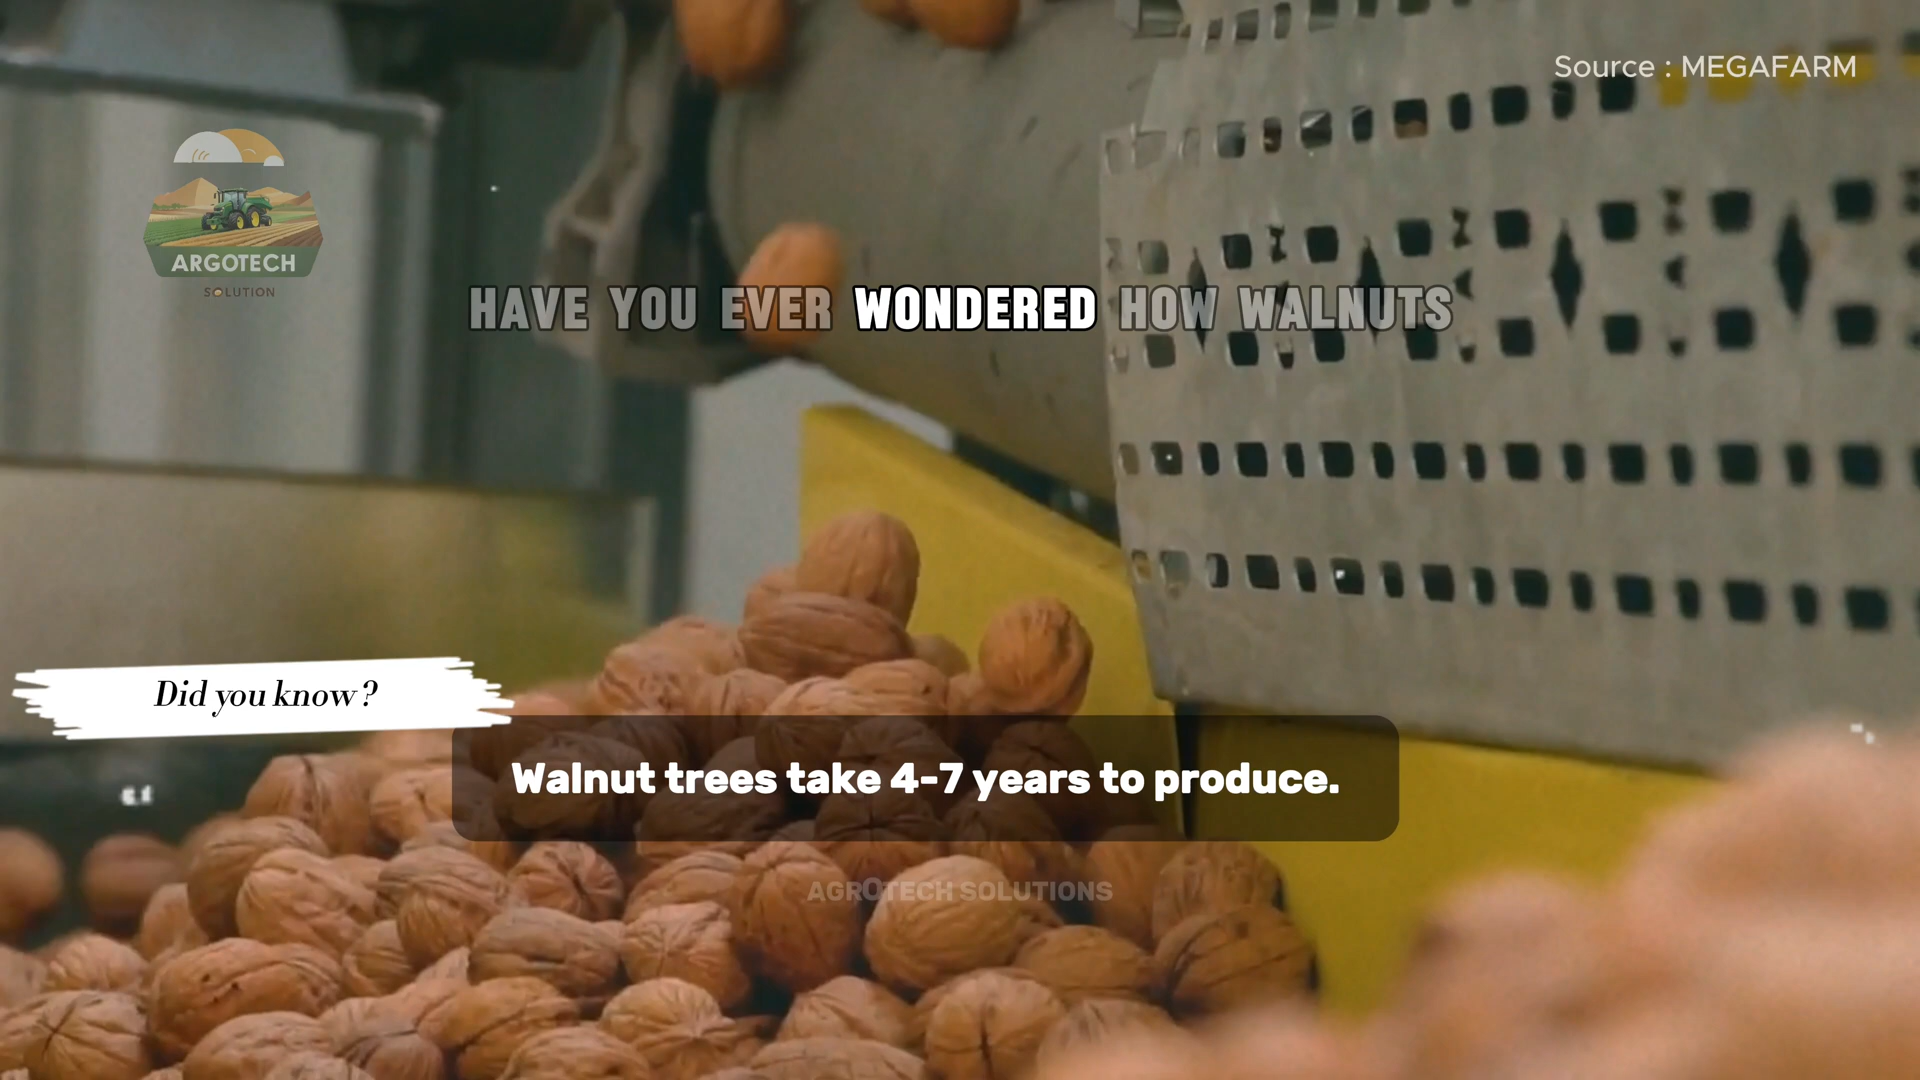 Source : MEGAFARM
ARGOTECH
SOLUTION
HAVE YOU EVER WONDERED HOW WALNUTS
Did you know?
Walnut trees take 4-7 years to produce.
AGROTECH SOLUTIONS